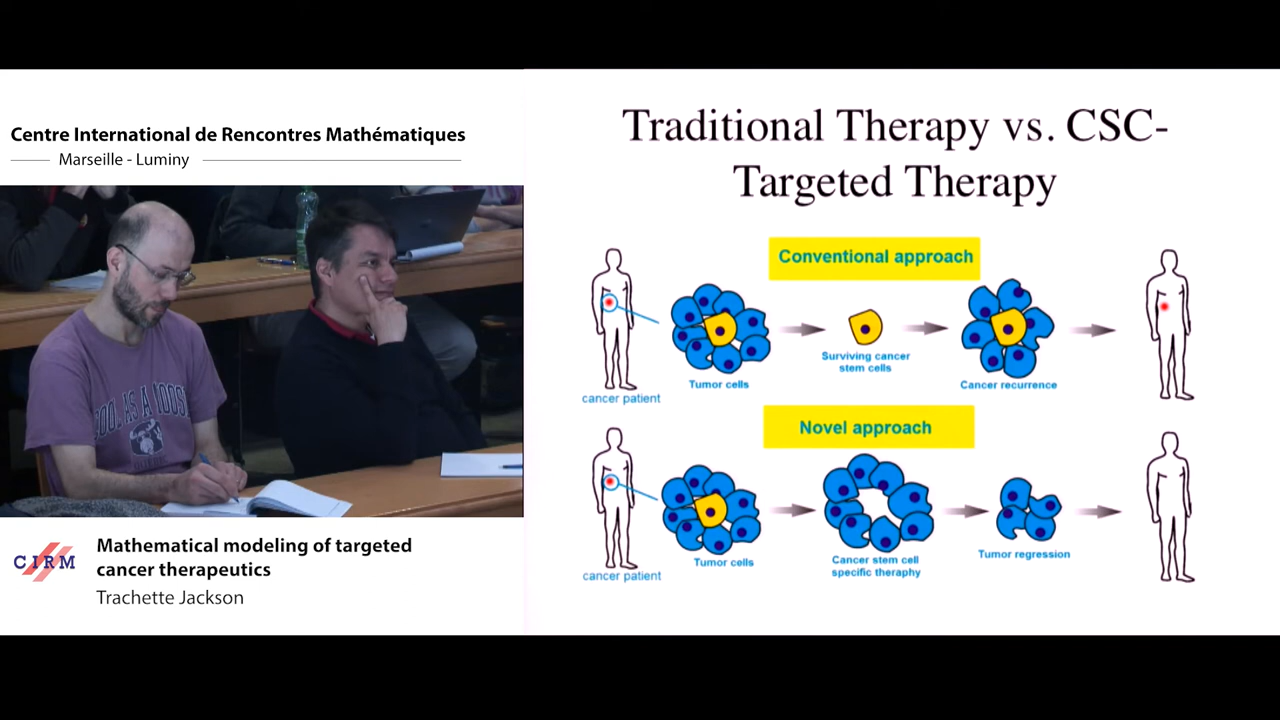 Centre International de Rencontres Mathématiques
Marseille - Luminy
CIRM
Mathematical modeling of targeted
cancer therapeutics
Trachette Jackson
Traditional Therapy vs. CSC-
Targeted Therapy
Conventional approach
cancer patient
Tumor cells
Surviving cancer
stem cells
Cancer recurrence
Novel approach
cancer patient
Tumor cells
Cancer stem cell
specific theraphy
Tumor regression